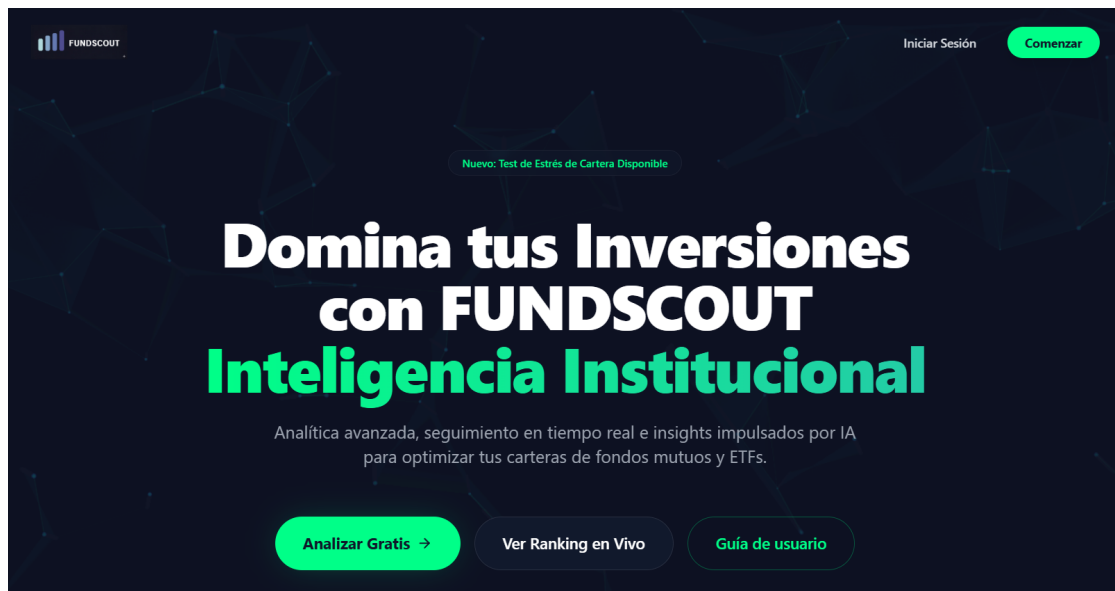 FUNDSCOUT
Iniciar Sesión
Comenzar
Nuevo: Test de Estrés de Cartera Disponible
Domina tus Inversiones
con FUNDSCOUT
Inteligencia Institucional
Analítica avanzada, seguimiento en tiempo real e insights impulsados por IA
para optimizar tus carteras de fondos mutuos y ETFs.
Analizar Gratis →
Ver Ranking en Vivo
Guía de usuario